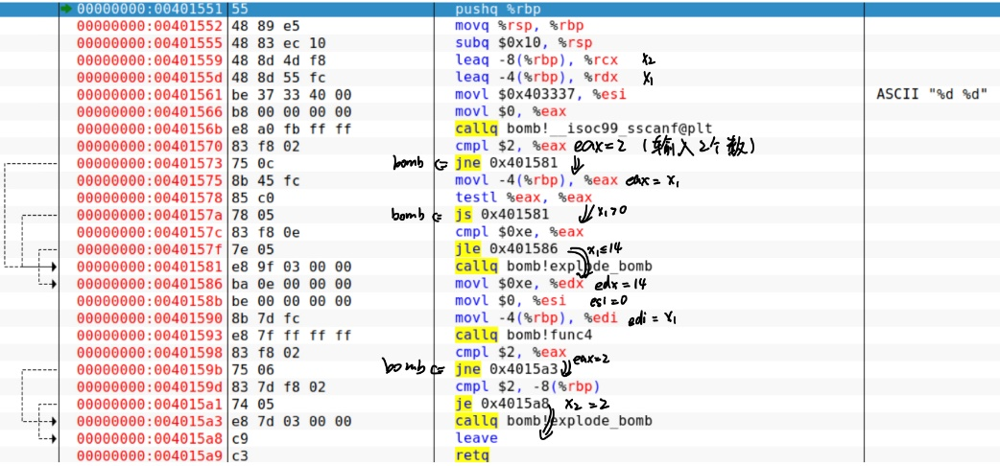 00000000:00401551 55 pushq %rbp
00000000:00401552 48 89 e5 movq %rsp, %rbp
00000000:00401555 48 83 ec 10 subq $0x10, %rsp
00000000:00401559 48 8d 4d f8 leaq -8(%rbp), %rcx x₂
00000000:0040155d 48 8d 55 fc leaq -4(%rbp), %rdx x₁
00000000:00401561 be 37 33 40 00 movl $0x403337, %esi ASCII "%d %d"
00000000:00401566 b8 00 00 00 00 movl $0, %eax
00000000:0040156b e8 a0 fb ff ff callq bomb!__isoc99_sscanf@plt
00000000:00401570 83 f8 02 cmpl $2, %eax eax=2 (输入2个数)
00000000:00401573 75 0c bomb ⇐ jne 0x401581 ⇓
00000000:00401575 8b 45 fc movl -4(%rbp), %eax eax = x₁
00000000:00401578 85 c0 testl %eax, %eax
00000000:0040157a 78 05 bomb ⇐ js 0x401581 ⇓ x₁>0
00000000:0040157c 83 f8 0e cmpl $0xe, %eax
00000000:0040157f 7e 05 jle 0x401586 x₁≤14
00000000:00401581 e8 9f 03 00 00 callq bomb!explode_bomb
00000000:00401586 ba 0e 00 00 00 movl $0xe, %edx edx = 14
00000000:0040158b be 00 00 00 00 movl $0, %esi esi=0
00000000:00401590 8b 7d fc movl -4(%rbp), %edi edi = x₁
00000000:00401593 e8 7f ff ff ff callq bomb!func4
00000000:00401598 83 f8 02 cmpl $2, %eax
00000000:0040159b 75 06 bomb ⇐ jne 0x4015a3 ⇓ eax=2
00000000:0040159d 83 7d f8 02 cmpl $2, -8(%rbp)
00000000:004015a1 74 05 je 0x4015a8 x₂ = 2
00000000:004015a3 e8 7d 03 00 00 callq bomb!explode_bomb
00000000:004015a8 c9 leave
00000000:004015a9 c3 retq